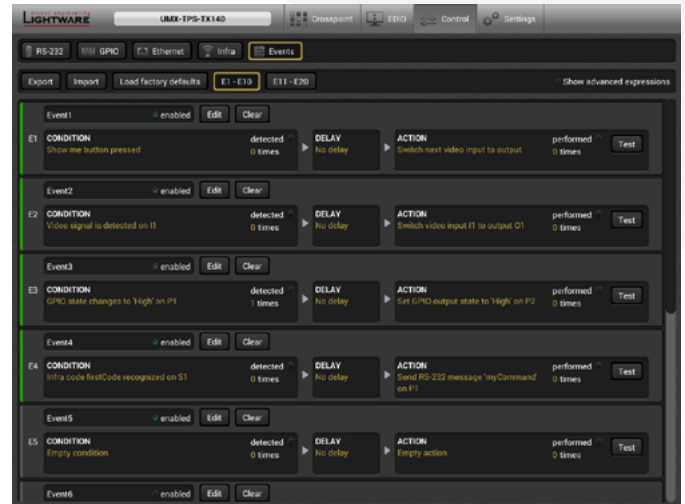 LIGHTWARE UMX-TPS-TX140 Crosspoint EDID Control Settings
RS-232 GPIO Ethernet Infra Events
Export Import Load factory defaults E1 - E10 E11 - E20 Show advanced expressions
Event1 enabled Edit Clear
E1 CONDITION detected DELAY ACTION performed Test
Show me button pressed 0 times No delay Switch next video input to output 0 times
Event2 enabled Edit Clear
E2 CONDITION detected DELAY ACTION performed Test
Video signal is detected on I1 0 times No delay Switch video input I1 to output O1 0 times
Event3 enabled Edit Clear
E3 CONDITION detected DELAY ACTION performed Test
GPIO state changes to 'High' on P1 1 times No delay Set GPIO output state to 'High' on P2 0 times
Event4 enabled Edit Clear
E4 CONDITION detected DELAY ACTION performed Test
Infra code firstCode recognized on S1 0 times No delay Send RS-232 message 'myCommand' 0 times
on P1
Event5 enabled Edit Clear
E5 CONDITION detected DELAY ACTION performed Test
Empty condition 0 times No delay Empty action 0 times
Event6 enabled Edit Clear